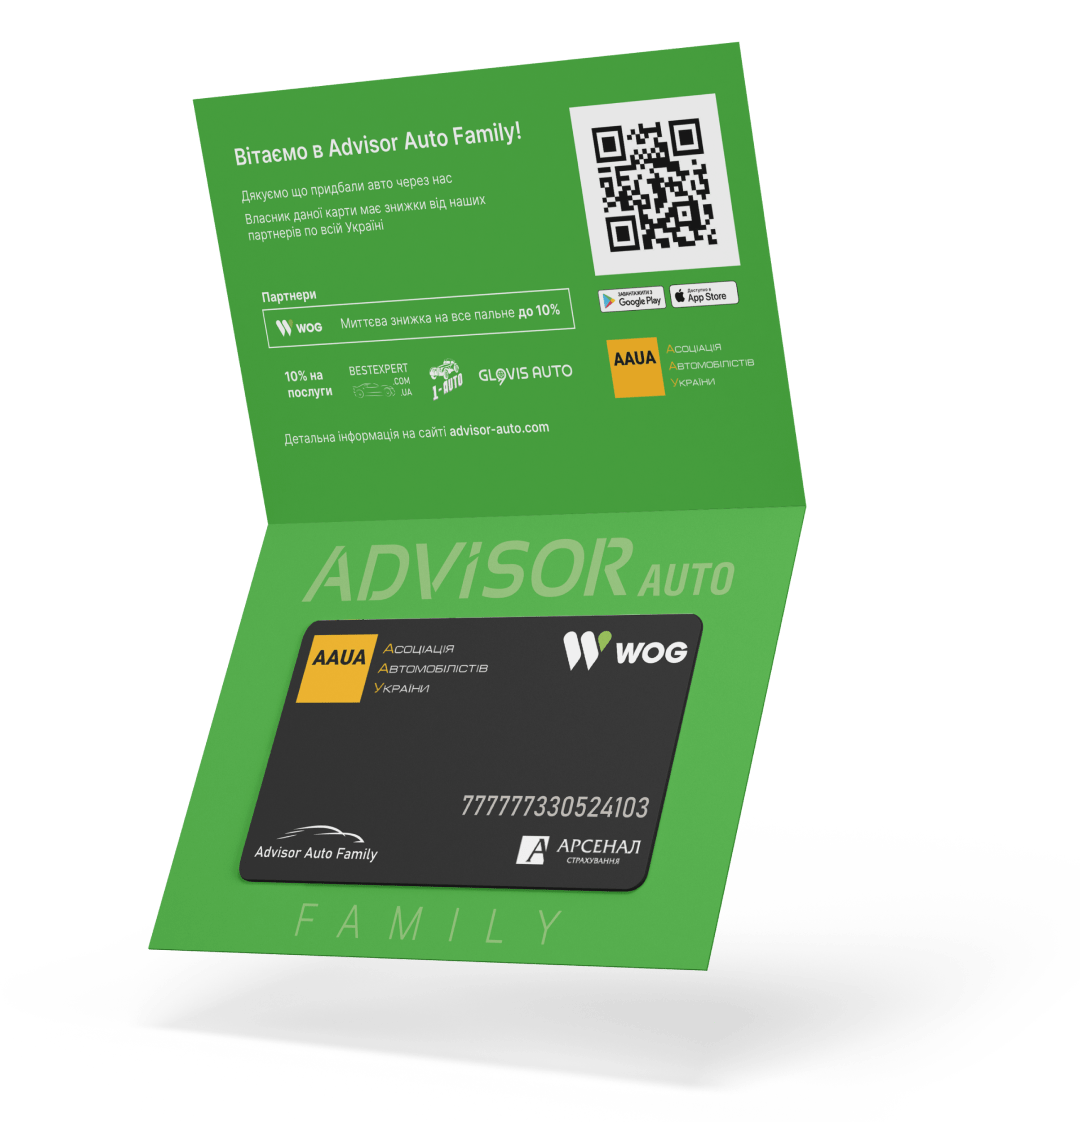 Вітаємо в Advisor Auto Family!
Дякуємо що придбали авто через нас
Власник даної карти має знижки від наших
партнерів по всій Україні
Партнери
WOG Миттєва знижка на все пальне до 10%
10% на
послуги
BESTEXPERT
.COM
.UA
1-AUTO
GLOVIS AUTO
Детальна інформація на сайті advisor-auto.com
ЗАВАНТАЖИТИ З
Google Play
Доступно в
App Store
AAUA
Асоціація
Автомобілістів
України
ADViSOR AUTO
AAUA
Асоціація
Автомобілістів
України
WOG
777777330524103
Advisor Auto Family
АРСЕНАЛ
СТРАХУВАННЯ
FAMILY